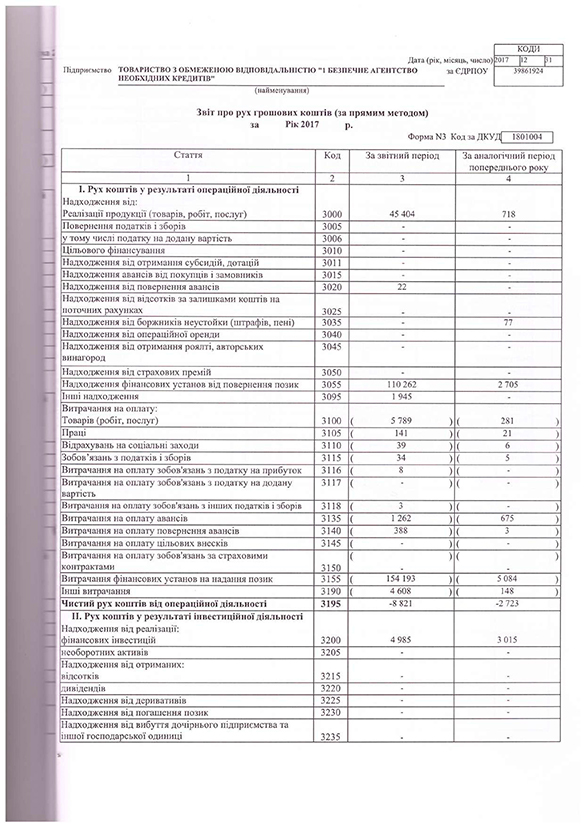 КОДИ
Дата (рік, місяць, число) 2017 12 31
Підприємство ТОВАРИСТВО З ОБМЕЖЕНОЮ ВІДПОВІДАЛЬНІСТЮ "1 БЕЗПЕЧНЕ АГЕНТСТВО за ЄДРПОУ 39861924
НЕОБХІДНИХ КРЕДИТІВ"
(найменування)
Звіт про рух грошових коштів (за прямим методом)
за Рік 2017 р.
Форма N3 Код за ДКУД 1801004
Стаття Код За звітний період За аналогічний період
попереднього року
1 2 3 4
I. Рух коштів у результаті операційної діяльності
Надходження від:
Реалізації продукції (товарів, робіт, послуг) 3000 45 404 718
Повернення податків і зборів 3005 - -
у тому числі податку на додану вартість 3006 - -
Цільового фінансування 3010 - -
Надходження від отримання субсидій, дотацій 3011 - -
Надходження авансів від покупців і замовників 3015 - -
Надходження від повернення авансів 3020 22 -
Надходження від відсотків за залишками коштів на
поточних рахунках 3025 - -
Надходження від боржників неустойки (штрафів, пені) 3035 - 77
Надходження від операційної оренди 3040 - -
Надходження від отримання роялті, авторських 3045 - -
винагород
Надходження від страхових премій 3050 - -
Надходження фінансових установ від повернення позик 3055 110 262 2 705
Інші надходження 3095 1 945 -
Витрачання на оплату:
Товарів (робіт, послуг) 3100 ( 5 789 ) ( 281 )
Праці 3105 ( 141 ) ( 21 )
Відрахувань на соціальні заходи 3110 ( 39 ) ( 6 )
Зобов'язань з податків і зборів 3115 ( 34 ) ( 5 )
Витрачання на оплату зобов'язань з податку на прибуток 3116 ( 8 ) ( - )
Витрачання на оплату зобов'язань з податку на додану 3117 ( - ) ( - )
вартість
Витрачання на оплату зобов'язань з інших податків і зборів 3118 ( 3 ) ( - )
Витрачання на оплату авансів 3135 ( 1 262 ) ( 675 )
Витрачання на оплату повернення авансів 3140 ( 388 ) ( 3 )
Витрачання на оплату цільових внесків 3145 ( - ) ( - )
Витрачання на оплату зобов'язань за страховими ( ) ( )
контрактами 3150 - -
Витрачання фінансових установ на надання позик 3155 ( 154 193 ) ( 5 084 )
Інші витрачання 3190 ( 4 608 ) ( 148 )
Чистий рух коштів від операційної діяльності 3195 -8 821 -2 723
II. Рух коштів у результаті інвестиційної діяльності
Надходження від реалізації:
фінансових інвестицій 3200 4 985 3 015
необоротних активів 3205 - -
Надходження від отриманих:
відсотків 3215 - -
дивідендів 3220 - -
Надходження від деривативів 3225 - -
Надходження від погашення позик 3230 - -
Надходження від вибуття дочірнього підприємства та
іншої господарської одиниці 3235 - -